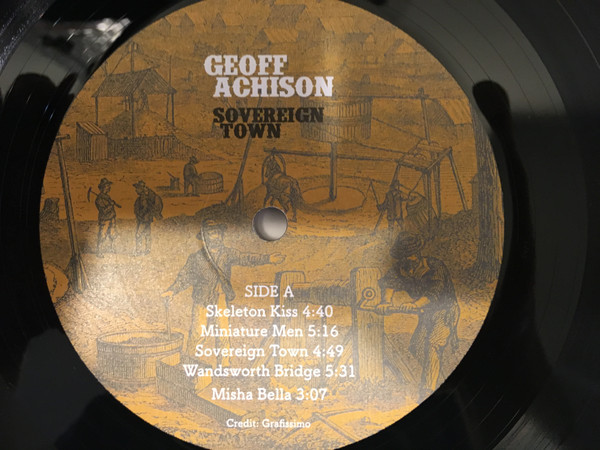 GEOFF
ACHISON
SOVEREIGN
TOWN
SIDE A
Skeleton Kiss 4:40
Miniature Men 5:16
Sovereign Town 4:49
Wandsworth Bridge 5:31
Misha Bella 3:07
Credit: Grafissimo